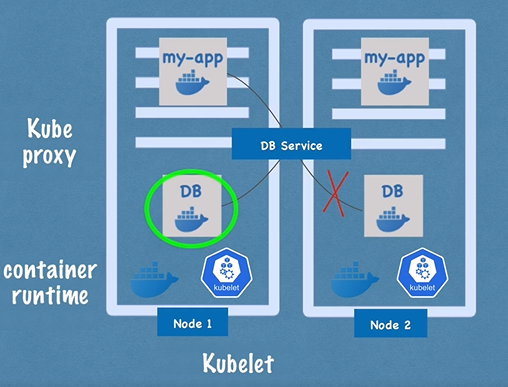 my-app
my-app
Kube
proxy
DB Service
DB
DB
container
runtime
kubelet
kubelet
Node 1
Node 2
Kubelet